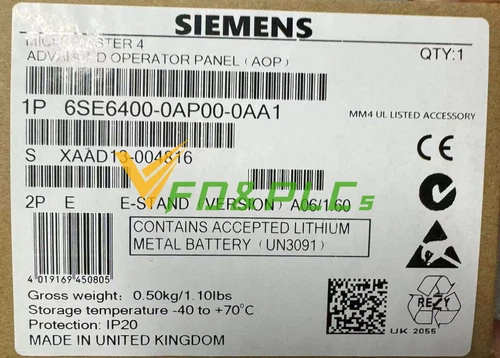 SIEMENS
MICROMASTER 4
ADVANCED OPERATOR PANEL (AOP)
QTY:1
1P 6SE6400-0AP00-0AA1
MM4 UL LISTED ACCESSORY
S XAAD13-004816
VFD&PLCs
2P E E-STAND (VERSION) A06/1.60
CONTAINS ACCEPTED LITHIUM
METAL BATTERY (UN3091)
4 019169 450805
Gross weight: 0.50kg/1.10lbs
Storage temperature -40 to +70°C
Protection: IP20
MADE IN UNITED KINGDOM
UK 2055